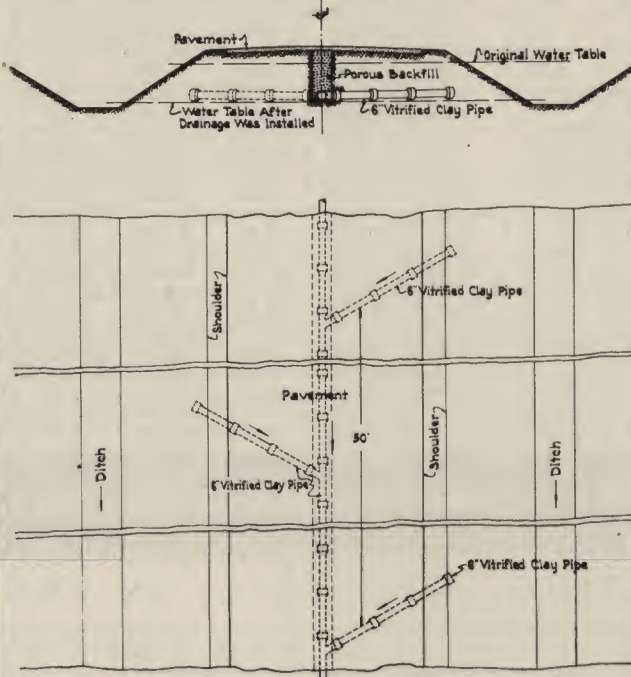 Pavement
Original Water Table
Porous Backfill
Water Table After
Drainage Was Installed
6" Vitrified Clay Pipe
6" Vitrified Clay Pipe
Shoulder
Pavement
50'
Shoulder
Ditch
Ditch
6" Vitrified Clay Pipe
6" Vitrified Clay Pipe